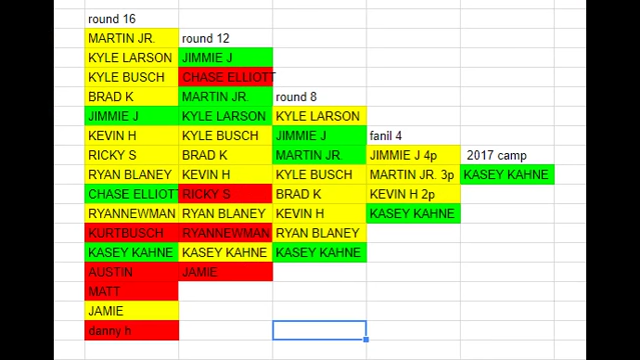 round 16
MARTIN JR.
KYLE LARSON
KYLE BUSCH
BRAD K
JIMMIE J
KEVIN H
RICKY S
RYAN BLANEY
CHASE ELLIOTT
RYANNEWMAN
KURTBUSCH
KASEY KAHNE
AUSTIN
MATT
JAMIE
danny h
round 12
JIMMIE J
CHASE ELLIOTT
MARTIN JR.
KYLE LARSON
KYLE BUSCH
BRAD K
KEVIN H
RICKY S
RYAN BLANEY
RYANNEWMAN
KASEY KAHNE
JAMIE
round 8
KYLE LARSON
JIMMIE J
MARTIN JR.
KYLE BUSCH
BRAD K
KEVIN H
RYAN BLANEY
KASEY KAHNE
fanil 4
JIMMIE J 4p
MARTIN JR. 3p
KEVIN H 2p
KASEY KAHNE
2017 camp
KASEY KAHNE